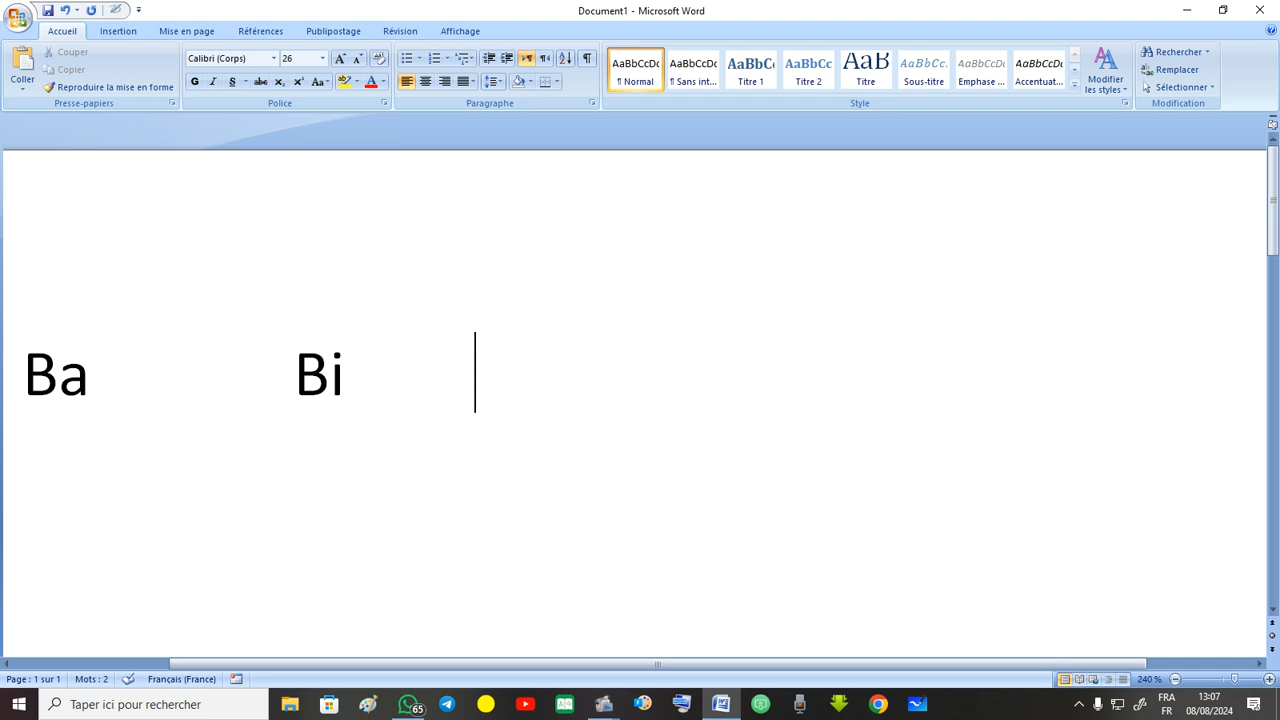 Document1 - Microsoft Word
Accueil Insertion Mise en page Références Publipostage Révision Affichage
Coller
Couper
Copier
Reproduire la mise en forme
Presse-papiers
Calibri (Corps) 26
G I S abc X₂ X² Aa
Police
Paragraphe
AaBbCcDc AaBbCcDc AaBbCc AaBbCc AaB AaBbCc. AaBbCcDc AaBbCcDc
¶ Normal ¶ Sans int... Titre 1 Titre 2 Titre Sous-titre Emphase ... Accentuat...
Modifier
les styles
Style
Rechercher
Remplacer
Sélectionner
Modification
Ba Bi
Page : 1 sur 1 Mots : 2 Français (France) 240 %
Taper ici pour rechercher
65
FRA
FR
13:07
08/08/2024